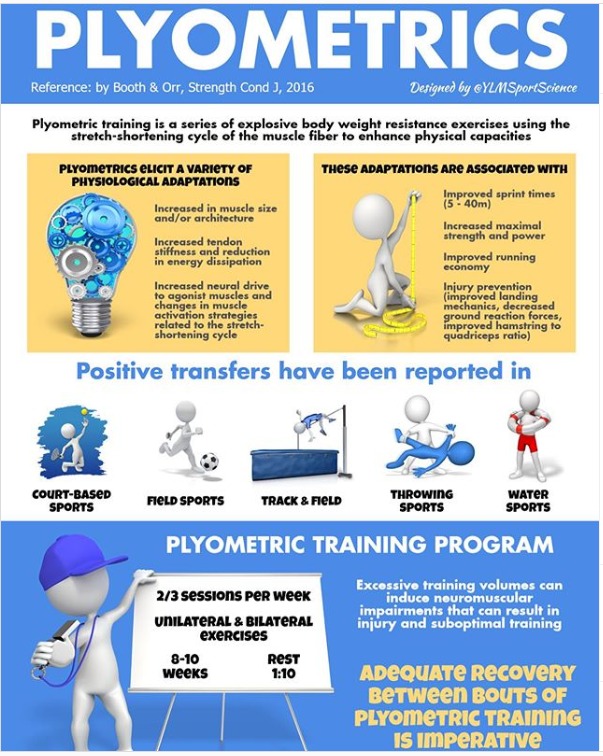 PLYOMETRICS
Reference: by Booth & Orr, Strength Cond J, 2016
Designed by @YLMSportScience
Plyometric training is a series of explosive body weight resistance exercises using the
stretch-shortening cycle of the muscle fiber to enhance physical capacities
PLYOMETRICS ELICIT A VARIETY OF
PHYSIOLOGICAL ADAPTATIONS
Increased in muscle size
and/or architecture
Increased tendon
stiffness and reduction
in energy dissipation
Increased neural drive
to agonist muscles and
changes in muscle
activation strategies
related to the stretch-
shortening cycle
THESE ADAPTATIONS ARE ASSOCIATED WITH
Improved sprint times
(5 - 40m)
Increased maximal
strength and power
Improved running
economy
Injury prevention
(improved landing
mechanics, decreased
ground reaction forces,
improved hamstring to
quadriceps ratio)
Positive transfers have been reported in
COURT-BASED
SPORTS
FIELD SPORTS
TRACK & FIELD
THROWING
SPORTS
WATER
SPORTS
PLYOMETRIC TRAINING PROGRAM
2/3 SESSIONS PER WEEK
UNILATERAL & BILATERAL
EXERCISES
8-10
WEEKS
REST
1:10
Excessive training volumes can
induce neuromuscular
impairments that can result in
injury and suboptimal training
ADEQUATE RECOVERY
BETWEEN BOUTS OF
PLYOMETRIC TRAINING
IS IMPERATIVE